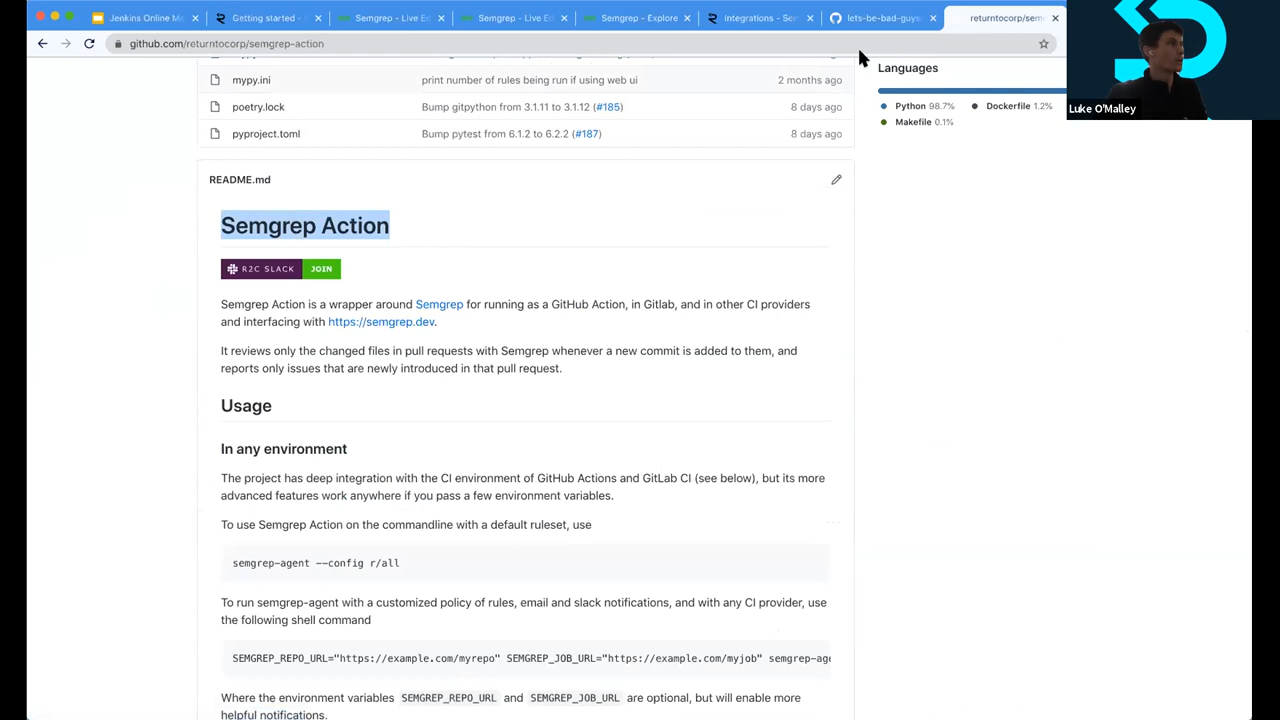 Jenkins Online Me
Getting started -
Semgrep - Live Ed
Semgrep - Live Ed
Semgrep - Explore
Integrations - Sem
lets-be-bad-guys
returntocorp/sem
github.com/returntocorp/semgrep-action
mypy.ini print number of rules being run if using web ui 2 months ago
poetry.lock Bump gitpython from 3.1.11 to 3.1.12 (#185) 8 days ago
pyproject.toml Bump pytest from 6.1.2 to 6.2.2 (#187) 8 days ago
Languages
Python 98.7% Dockerfile 1.2%
Makefile 0.1%
Luke O'Malley
README.md
Semgrep Action
R2C SLACK JOIN
Semgrep Action is a wrapper around Semgrep for running as a GitHub Action, in Gitlab, and in other CI providers
and interfacing with https://semgrep.dev.
It reviews only the changed files in pull requests with Semgrep whenever a new commit is added to them, and
reports only issues that are newly introduced in that pull request.
Usage
In any environment
The project has deep integration with the CI environment of GitHub Actions and GitLab CI (see below), but its more
advanced features work anywhere if you pass a few environment variables.
To use Semgrep Action on the commandline with a default ruleset, use
semgrep-agent --config r/all
To run semgrep-agent with a customized policy of rules, email and slack notifications, and with any CI provider, use
the following shell command
SEMGREP_REPO_URL="https://example.com/myrepo" SEMGREP_JOB_URL="https://example.com/myjob" semgrep-age
Where the environment variables SEMGREP_REPO_URL and SEMGREP_JOB_URL are optional, but will enable more
helpful notifications.